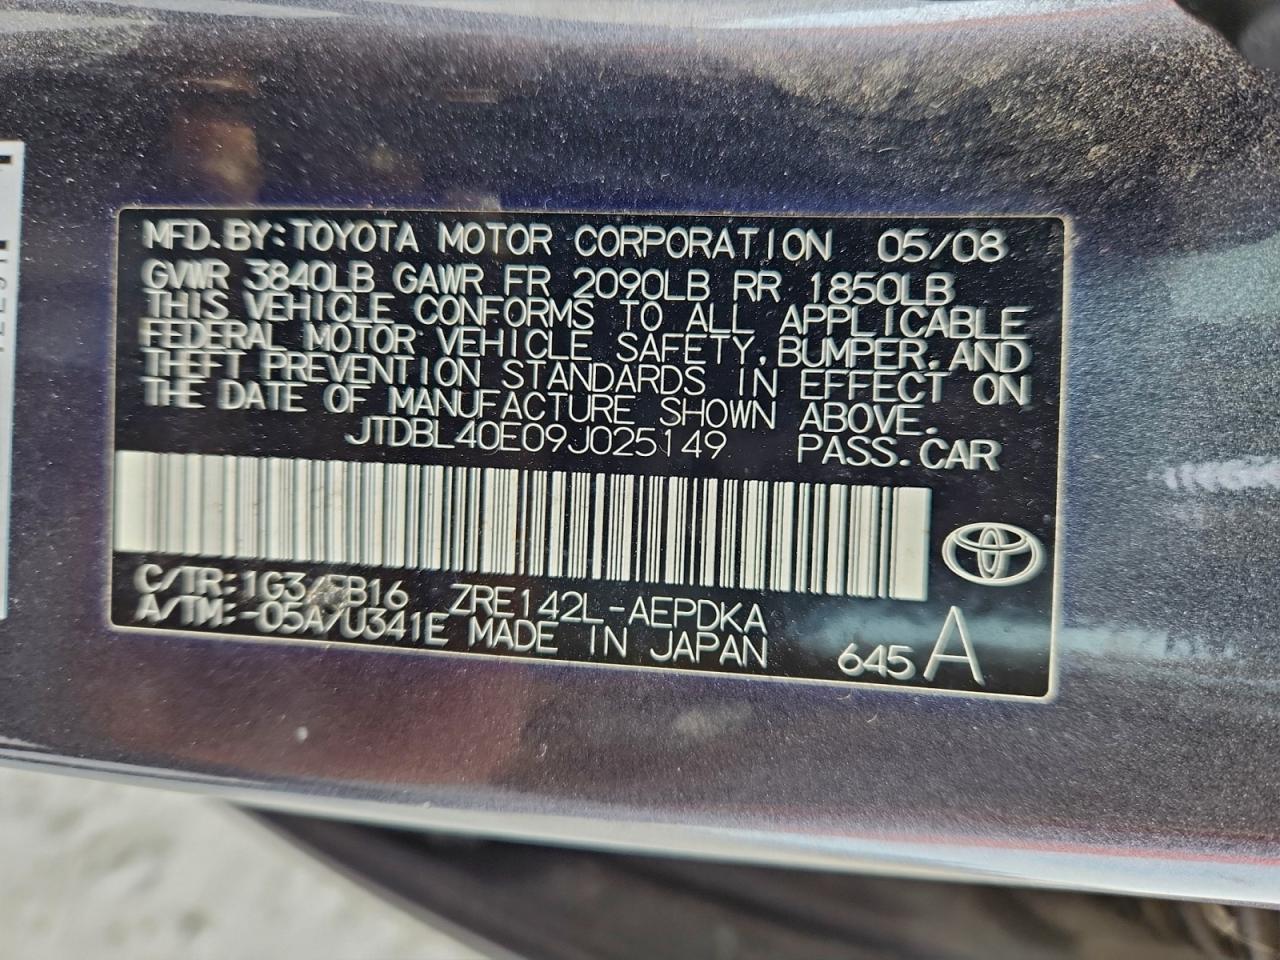 MFD. BY: TOYOTA MOTOR CORPORATION 05/08
GVWR 3840LB GAWR FR 2090LB RR 1850LB
THIS VEHICLE CONFORMS TO ALL APPLICABLE
FEDERAL MOTOR VEHICLE SAFETY, BUMPER, AND
THEFT PREVENTION STANDARDS IN EFFECT ON
THE DATE OF MANUFACTURE SHOWN ABOVE.
JTDBL40E09J025149 PASS. CAR
C/TR: 1G3/FB16 ZRE142L-AEPDKA
A/TM: -05A/U341E MADE IN JAPAN 645 A